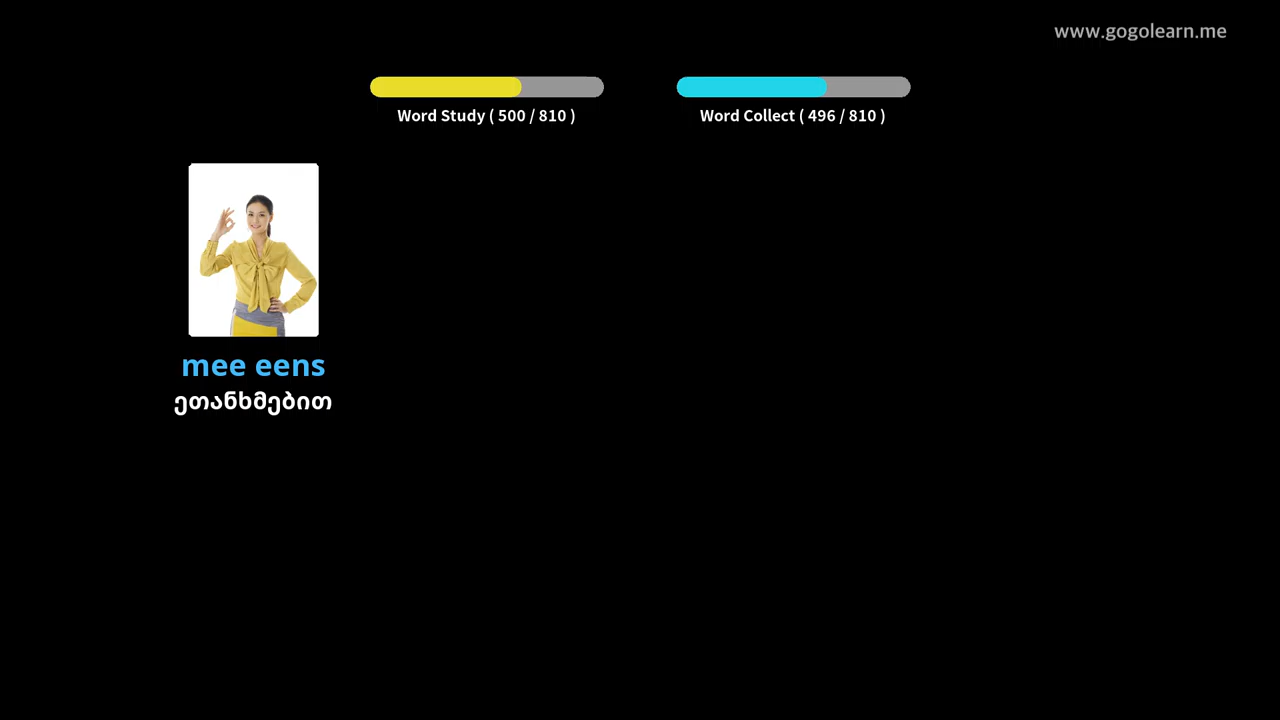 www.gogolearn.me
Word Study ( 500 / 810 )
Word Collect ( 496 / 810 )
mee eens
ეთანხმებით